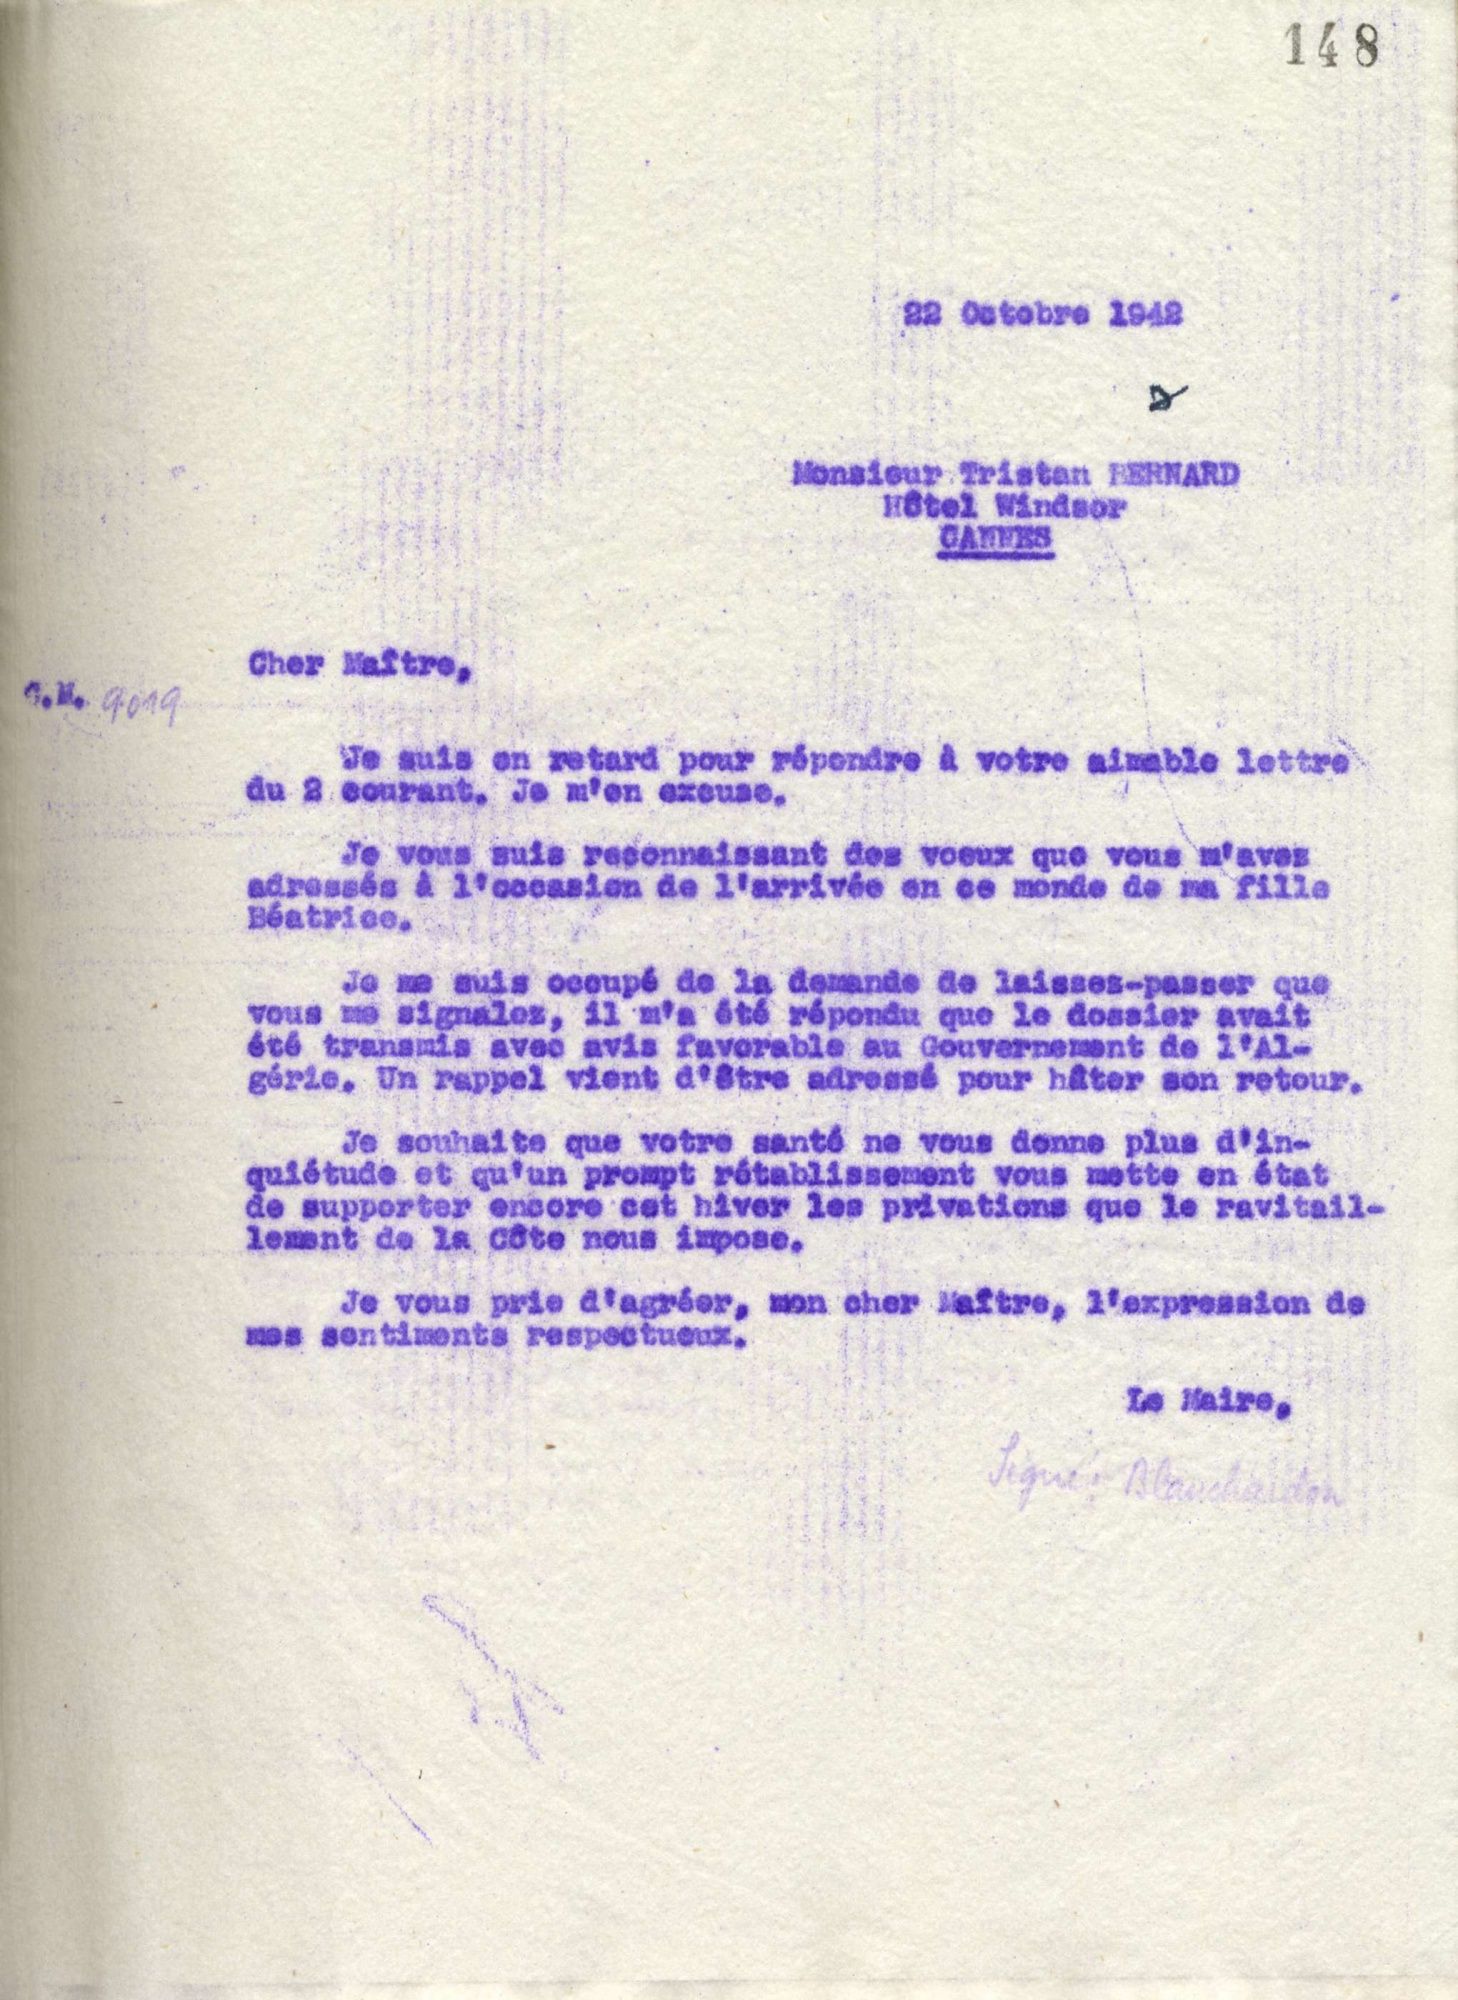 148
22 Octobre 1942
Monsieur Tristan BERNARD
Hôtel Windsor
CANNES
Cher Maître,
G.M. 9019
Je suis en retard pour répondre à votre aimable lettre
du 2 courant. Je m'en excuse.
Je vous suis reconnaissant des voeux que vous m'avez
adressés à l'occasion de l'arrivée en ce monde de ma fille
Béatrice.
Je me suis occupé de la demande de laissez-passer que
vous me signalez, il m'a été répondu que le dossier avait
été transmis avec avis favorable au Gouvernement de l'Al-
gérie. Un rappel vient d'être adressé pour hâter son retour.
Je souhaite que votre santé ne vous donne plus d'in-
quiétude et qu'un prompt rétablissement vous mette en état
de supporter encore cet hiver les privations que le ravitail-
lement de la Côte nous impose.
Je vous prie d'agréer, mon cher Maître, l'expression de
mes sentiments respectueux.
Le Maire,
Signé: Blanchardon